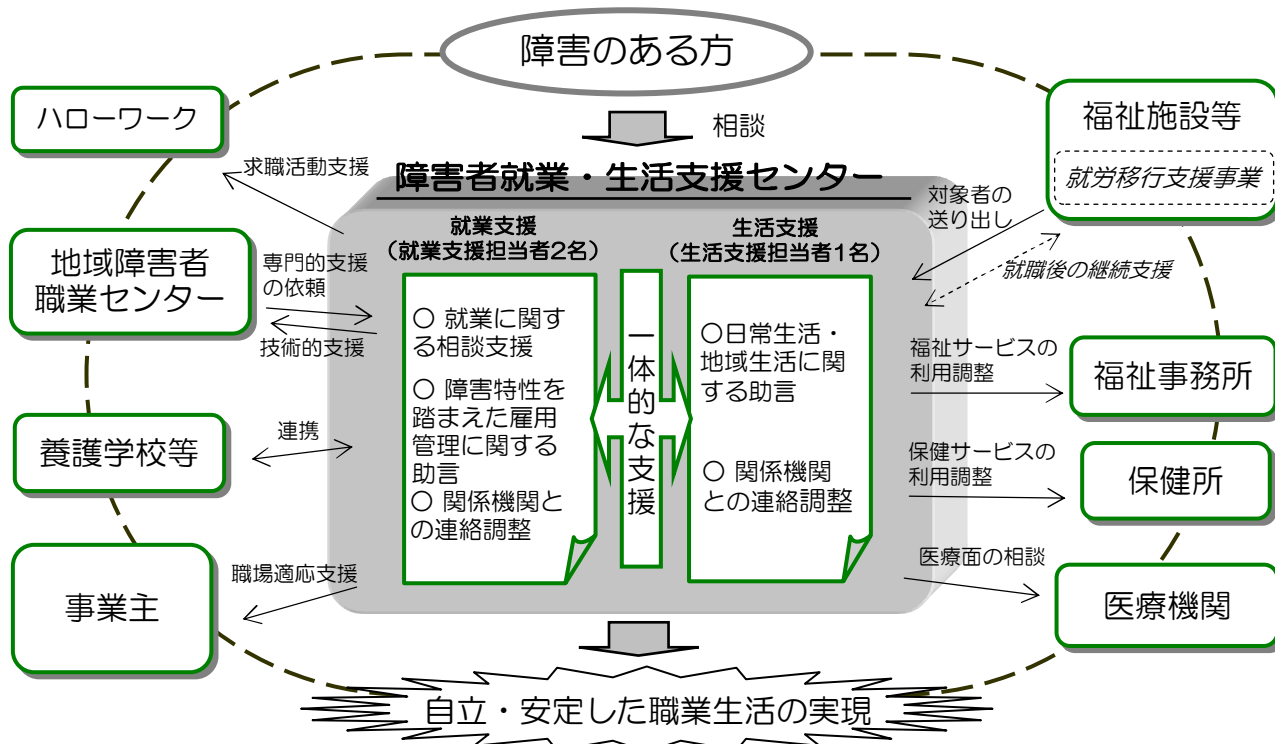 障害のある方
相談
障害者就業・生活支援センター
ハローワーク
求職活動支援
地域障害者
職業センター
専門的支援
の依頼
技術的支援
養護学校等
連携
事業主
職場適応支援
就業支援
（就業支援担当者2名）
○ 就業に関す
る相談支援
○ 障害特性を
踏まえた雇用
管理に関する
助言
○ 関係機関と
の連絡調整
一体的な支援
生活支援
（生活支援担当者1名）
○日常生活・
地域生活に関
する助言
○ 関係機関
との連絡調整
福祉施設等
就労移行支援事業
対象者の
送り出し
就職後の継続支援
福祉サービスの
利用調整
福祉事務所
保健サービスの
利用調整
保健所
医療面の相談
医療機関
自立・安定した職業生活の実現